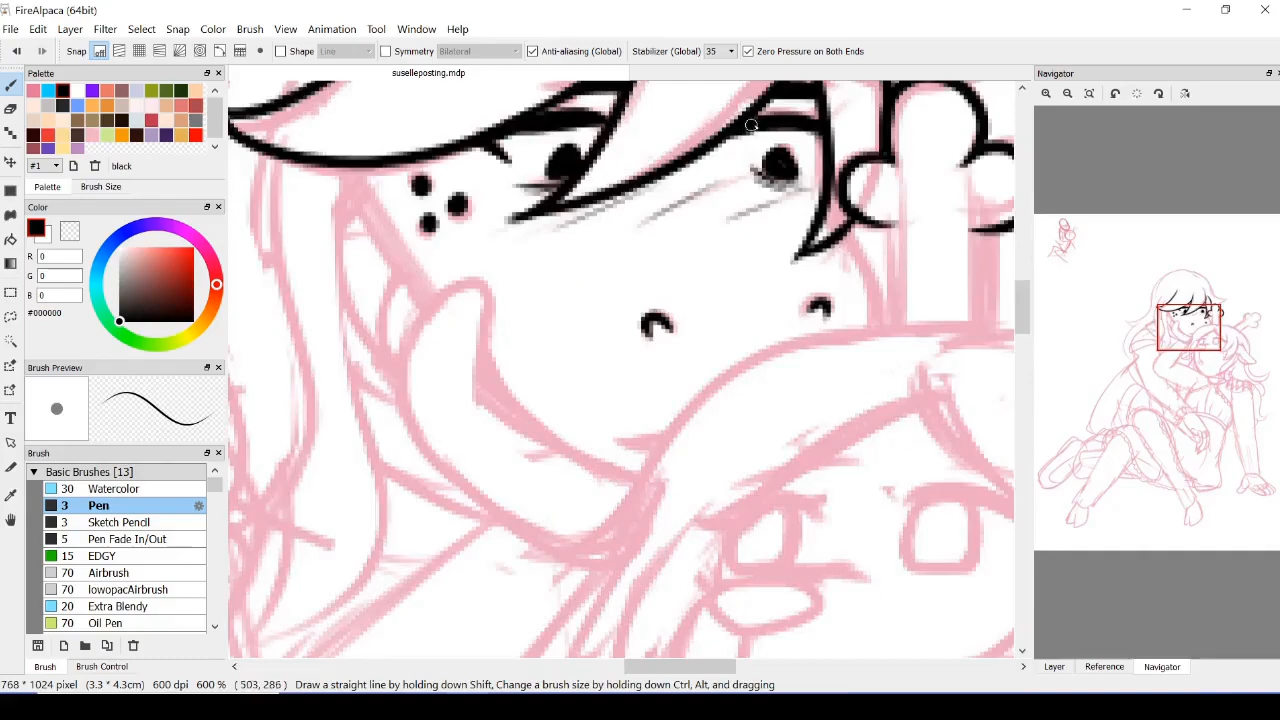 FireAlpaca (64bit)
File Edit Layer Brush Select Snap Color Brush View Animation Tool Window Help
Snap Shape Line Symmetry Bilateral Anti-aliasing (Global) Stabilizer (Global) 35 Zero Pressure on Both Ends
Palette
suselleposting.mdp
Navigator
#1 black
Palette Brush Size
Color
R 0
G 0
B 0
#000000
Brush Preview
Brush
Basic Brushes [13]
30 Watercolor
3 Pen
3 Sketch Pencil
5 Pen Fade In/Out
15 EDGY
70 Airbrush
70 lowopacAirbrush
20 Extra Blendy
70 Oil Pen
Brush Brush Control
Layer Reference Navigator
768 * 1024 pixel (3.3 * 4.3cm) 600 dpi 600 % ( 503, 286 ) Draw a straight line by holding down Shift, Change a brush size by holding down Ctrl, Alt, and dragging